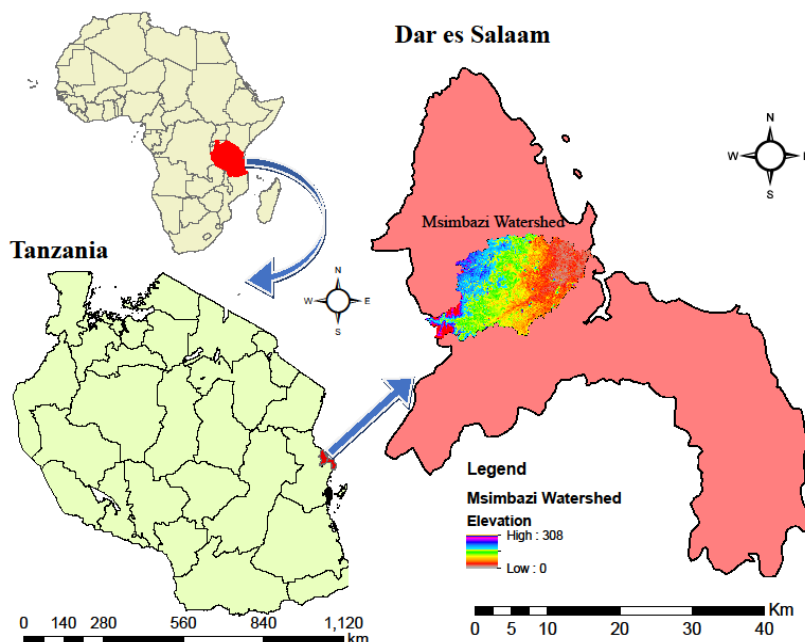 Dar es Salaam
N
W
S
Msimbazi Watershed
Tanzania
N
W E
S
Legend
Msimbazi Watershed
Elevation
High : 308
Low : 0
0 140 280 560 840 1,120
km
Km
0 5 10 20 30 40